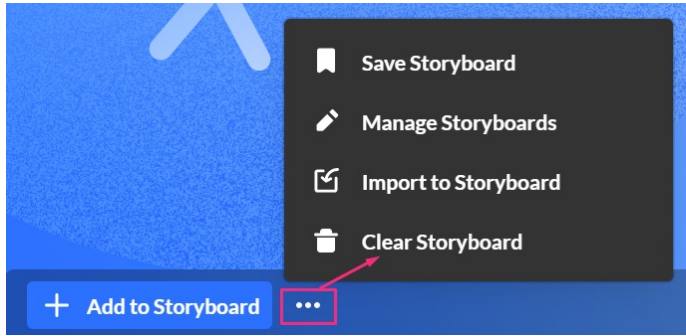 Save Storyboard
Manage Storyboards
Import to Storyboard
Clear Storyboard
Add to Storyboard